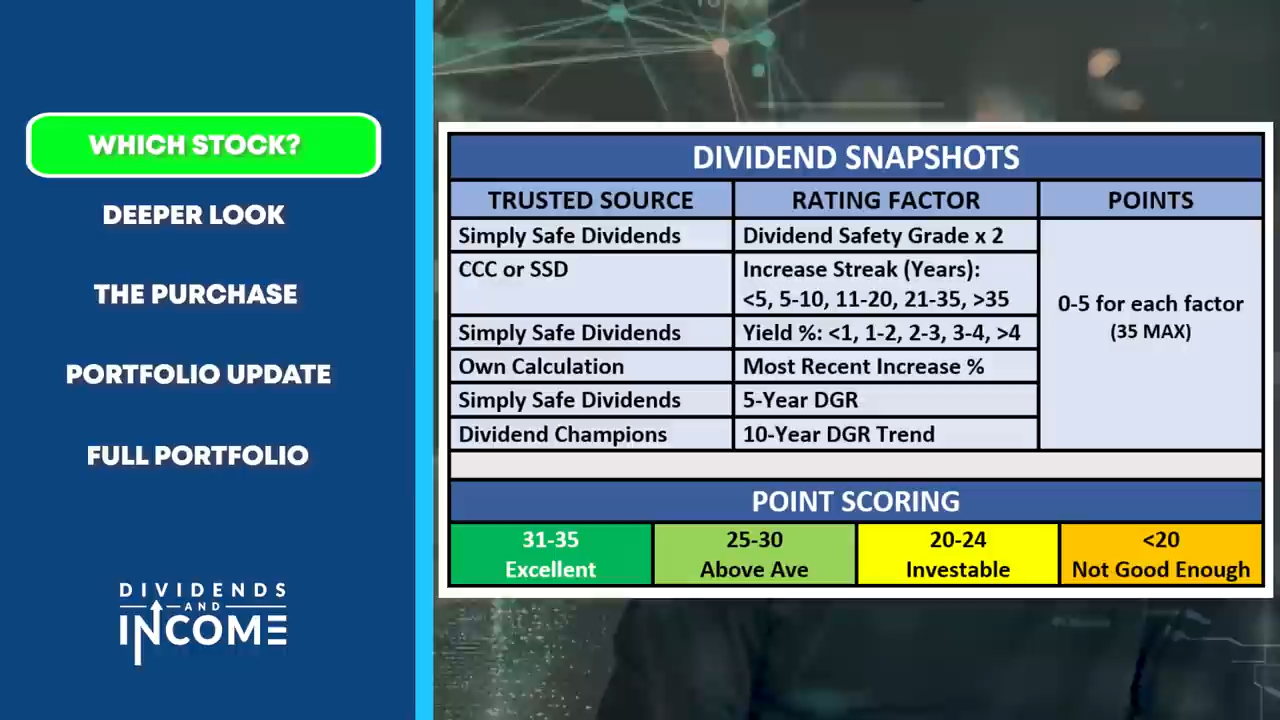 WHICH STOCK?
DEEPER LOOK
THE PURCHASE
PORTFOLIO UPDATE
FULL PORTFOLIO
DIVIDENDS
AND
INCOME
DIVIDEND SNAPSHOTS
TRUSTED SOURCE RATING FACTOR POINTS
Simply Safe Dividends Dividend Safety Grade x 2
CCC or SSD Increase Streak (Years):
<5, 5-10, 11-20, 21-35, >35
0-5 for each factor
(35 MAX)
Simply Safe Dividends Yield %: <1, 1-2, 2-3, 3-4, >4
Own Calculation Most Recent Increase %
Simply Safe Dividends 5-Year DGR
Dividend Champions 10-Year DGR Trend
POINT SCORING
31-35 25-30 20-24 <20
Excellent Above Ave Investable Not Good Enough